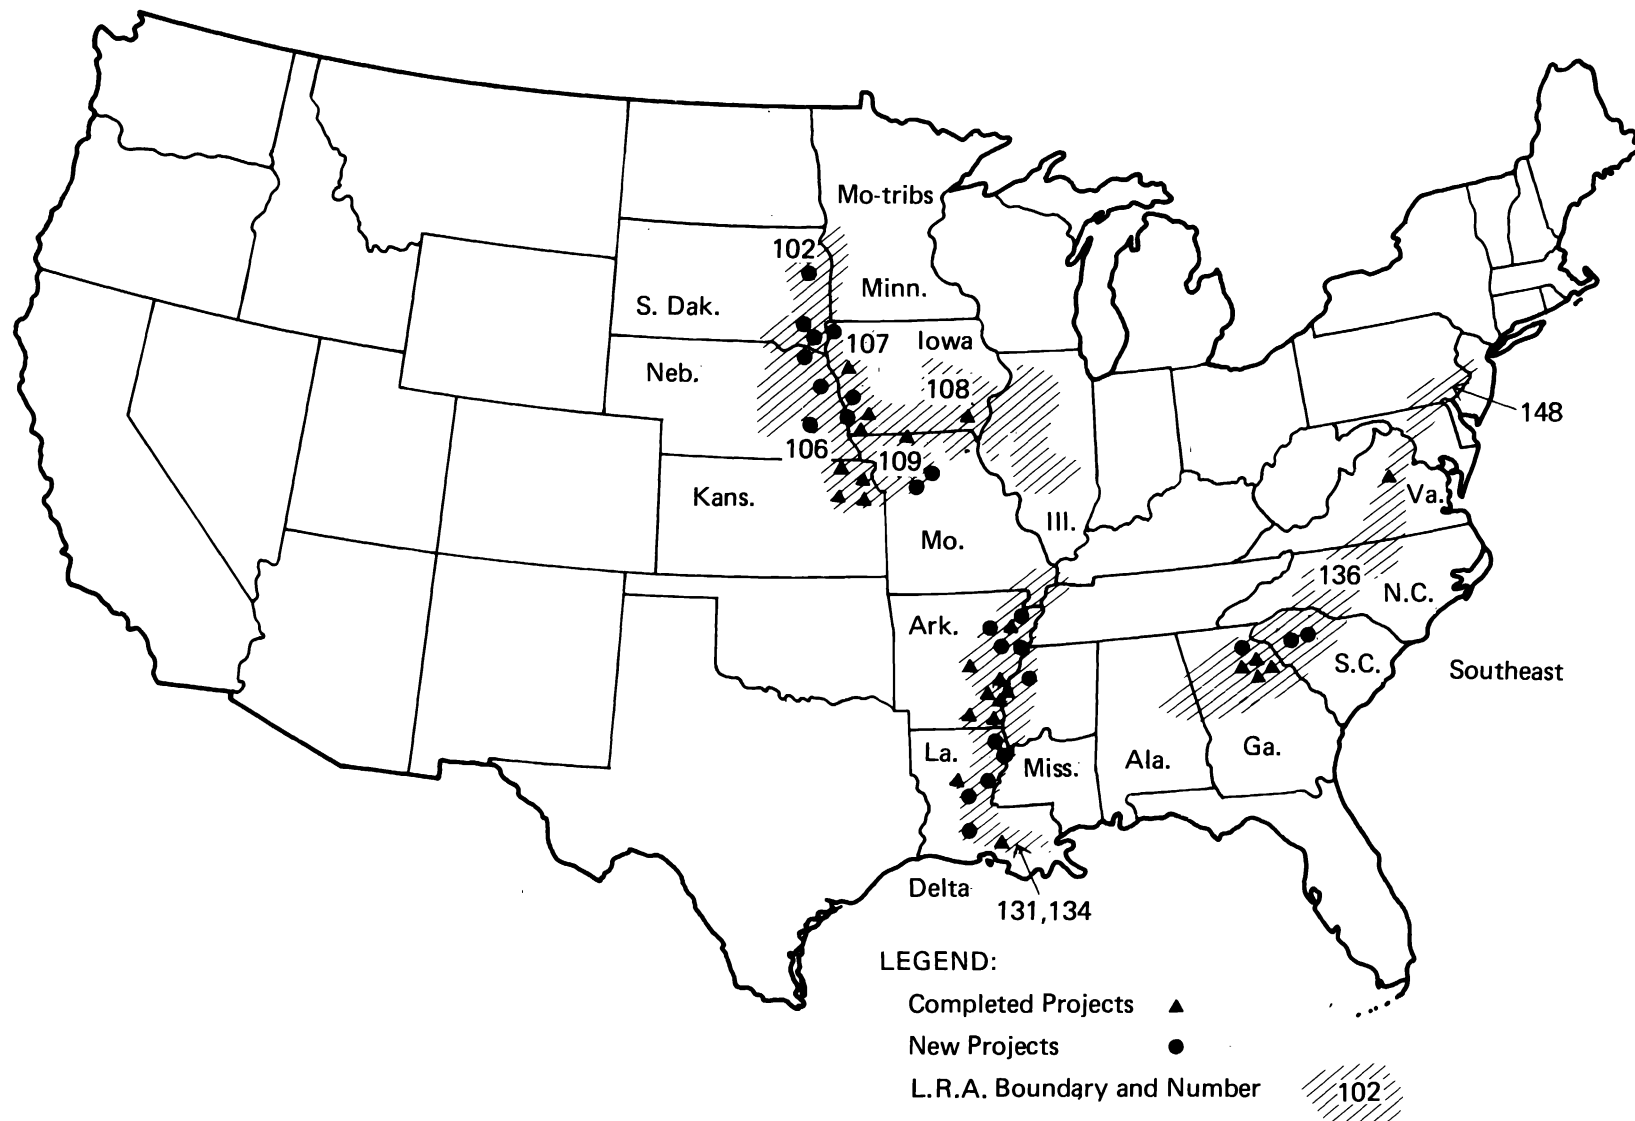 Mo-tribs
102
Minn.
S. Dak.
107
Iowa
Neb.
108
148
106
109
Kans.
Va.
Ill.
Mo.
136
N.C.
Ark.
S.C.
Southeast
La.
Miss.
Ala.
Ga.
Delta
131,134
LEGEND:
Completed Projects
New Projects
L.R.A. Boundary and Number
102